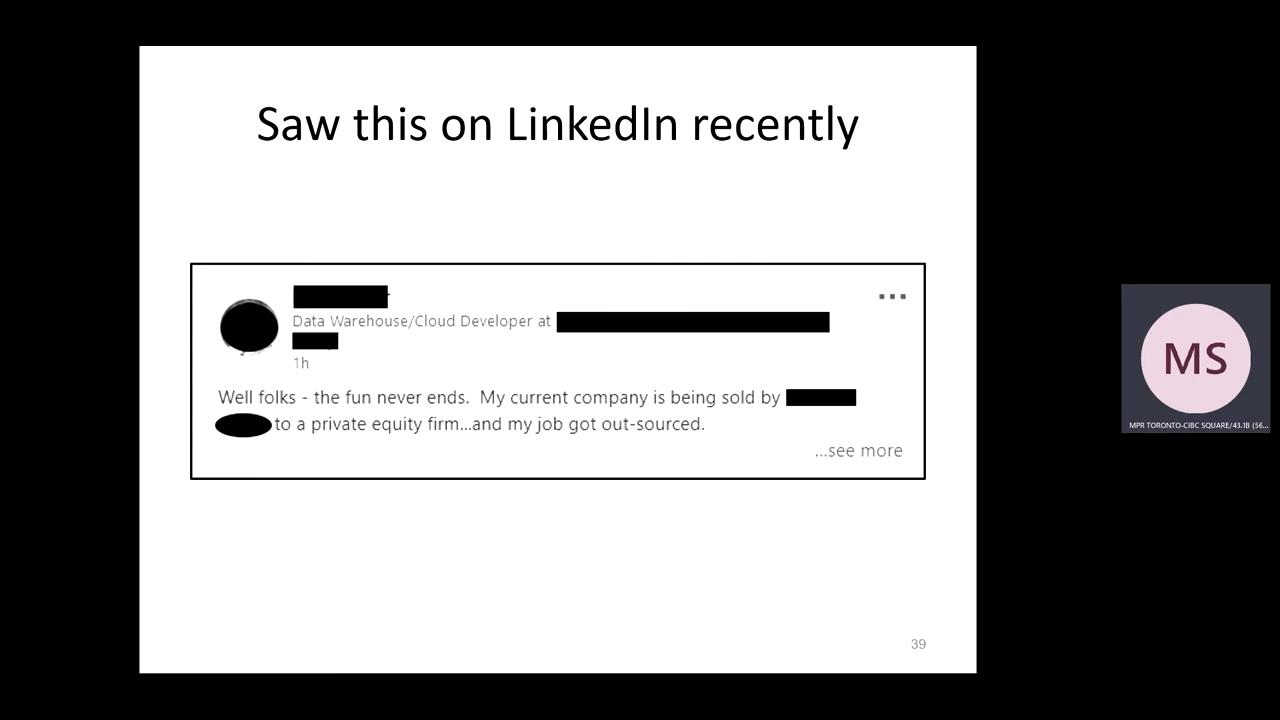 Saw this on LinkedIn recently
Data Warehouse/Cloud Developer at
1h
Well folks - the fun never ends.  My current company is being sold by
to a private equity firm...and my job got out-sourced.
...see more
39
MS
MPR TORONTO-CIBC SQUARE/43.1B (56...